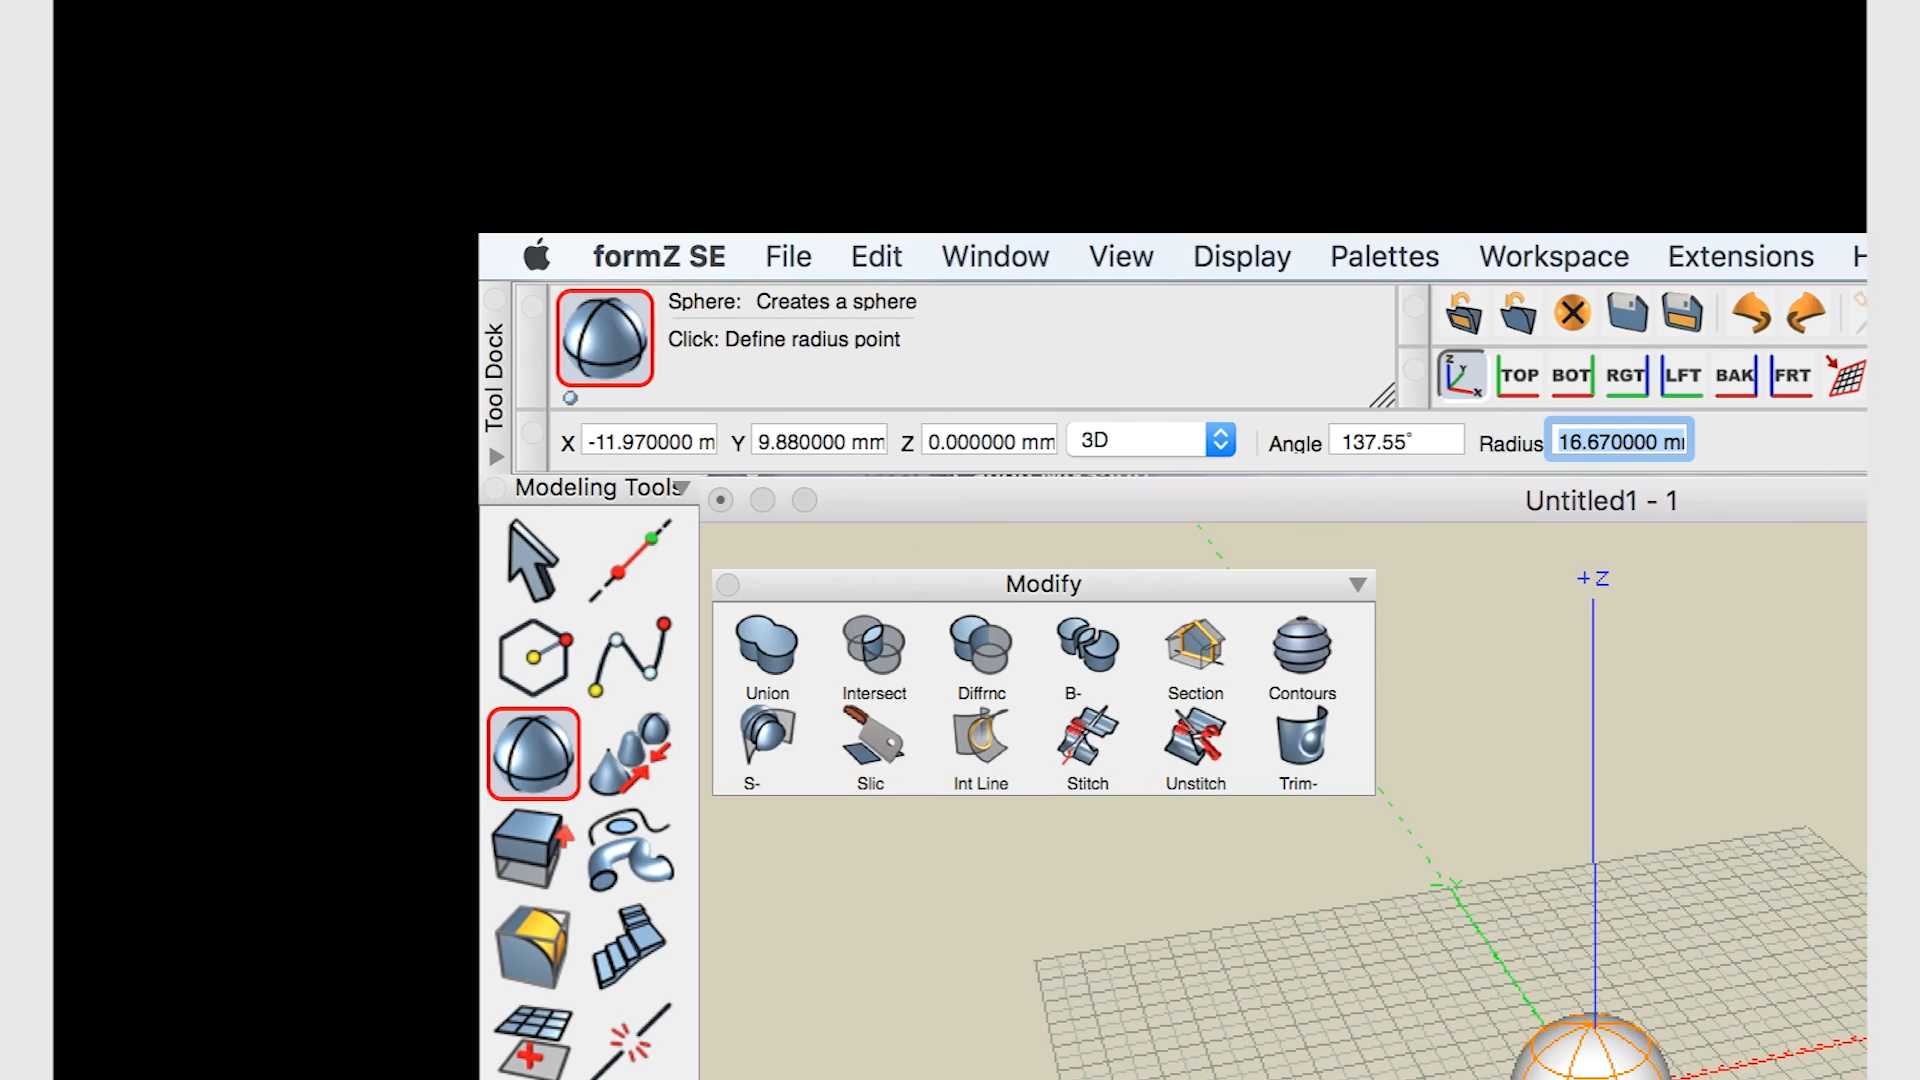 formZ SE File Edit Window View Display Palettes Workspace Extensions
Sphere: Creates a sphere
Click: Define radius point
Tool Dock
TOP BOT RGT LFT BAK FRT
X -11.970000 m Y 9.880000 mm Z 0.000000 mm 3D Angle 137.55° Radius 16.670000 m
Modeling Tools
Untitled1 - 1
Modify
+Z
Union Intersect Diffrnc B- Section Contours
S- Slic Int Line Stitch Unstitch Trim-